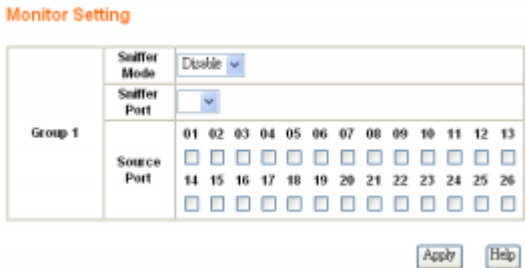 Monitor Setting
Group 1
Sniffer Mode
Disable
Sniffer Port
Source Port
01 02 03 04 05 06 07 08 09 10 11 12 13
14 15 16 17 18 19 20 21 22 23 24 25 26
Apply Help